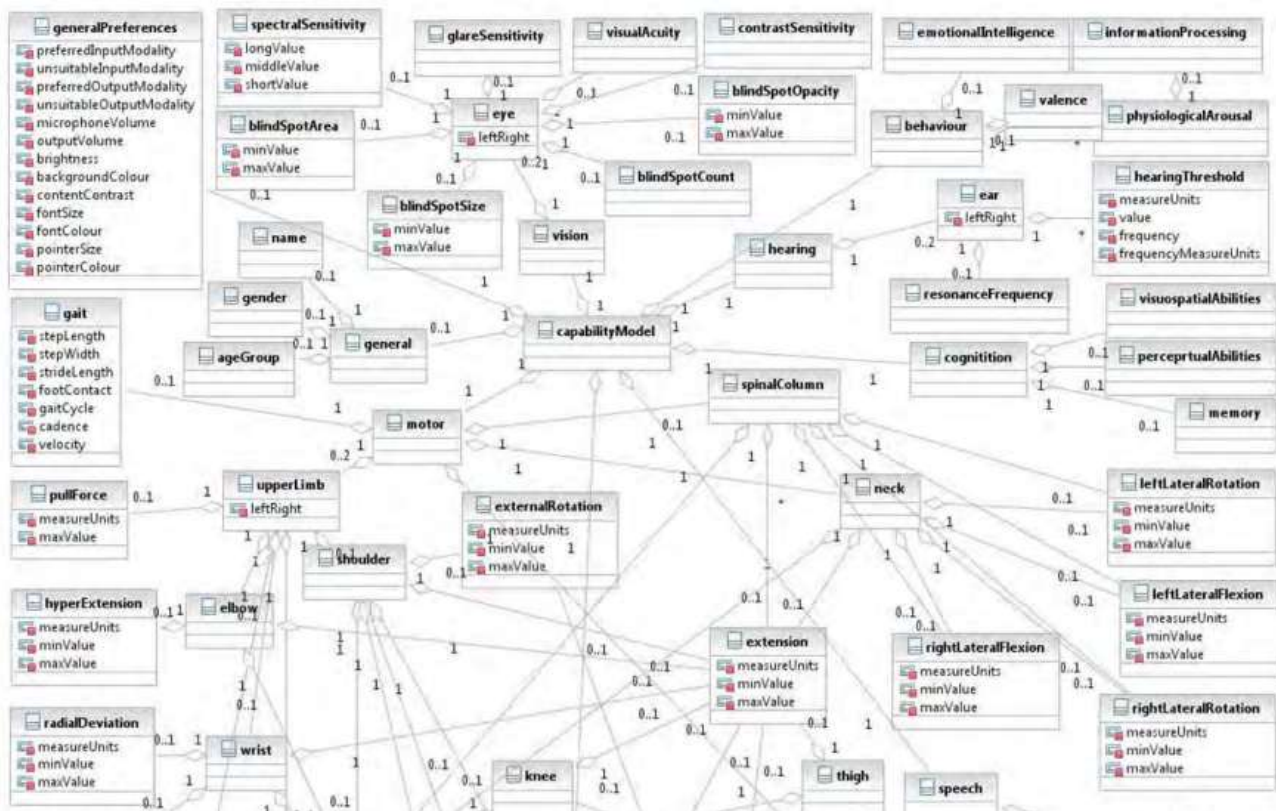 generalPreferences
preferredInputModality
unsuitableInputModality
preferredOutputModality
unsuitableOutputModality
microphoneVolume
outputVolume
brightness
backgroundColour
contentContrast
fontSize
fontColour
pointerSize
pointerColour
spectralSensitivity
longValue
middleValue
shortValue
glareSensitivity
visualAcuity
contrastSensitivity
emotionalIntelligence
informationProcessing
blindSpotArea
minValue
maxValue
eye
leftRight
blindSpotOpacity
minValue
maxValue
behaviour
valence
physiologicalArousal
blindSpotSize
minValue
maxValue
blindSpotCount
ear
leftRight
hearingThreshold
measureUnits
value
frequency
frequencyMeasureUnits
name
vision
hearing
gender
resonanceFrequency
visuospatialAbilities
gait
stepLength
stepWidth
strideLength
footContact
gaitCycle
cadence
velocity
ageGroup
general
capabilityModel
cognitition
perceprtualAbilities
spinalColumn
memory
motor
pullForce
measureUnits
maxValue
upperLimb
leftRight
externalRotation
measureUnits
minValue
maxValue
neck
leftLateralRotation
measureUnits
minValue
maxValue
shoulder
hyperExtension
measureUnits
minValue
maxValue
elbow
extension
measureUnits
minValue
maxValue
rightLateralFlexion
measureUnits
minValue
maxValue
leftLateralFlexion
measureUnits
minValue
maxValue
radialDeviation
measureUnits
minValue
maxValue
wrist
knee
thigh
speech
rightLateralRotation
measureUnits
minValue
maxValue